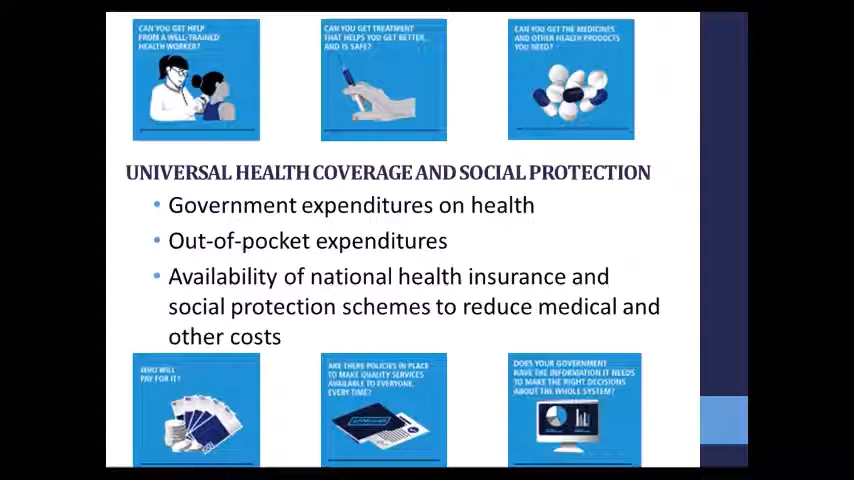 CAN YOU GET HELP
FROM A WELL-TRAINED
HEALTH WORKER?
CAN YOU GET TREATMENT
THAT HELPS YOU GET BETTER,
AND IS SAFE?
CAN YOU GET THE MEDICINES
AND OTHER HEALTH PRODUCTS
YOU NEED?
UNIVERSAL HEALTH COVERAGE AND SOCIAL PROTECTION
• Government expenditures on health
• Out-of-pocket expenditures
• Availability of national health insurance and
social protection schemes to reduce medical and
other costs
WHO WILL
PAY FOR IT?
ARE THERE POLICIES IN PLACE
TO MAKE QUALITY SERVICES
AVAILABLE TO EVERYONE,
EVERY TIME?
DOES YOUR GOVERNMENT
HAVE THE INFORMATION IT NEEDS
TO MAKE THE RIGHT DECISIONS
ABOUT THE WHOLE SYSTEM?